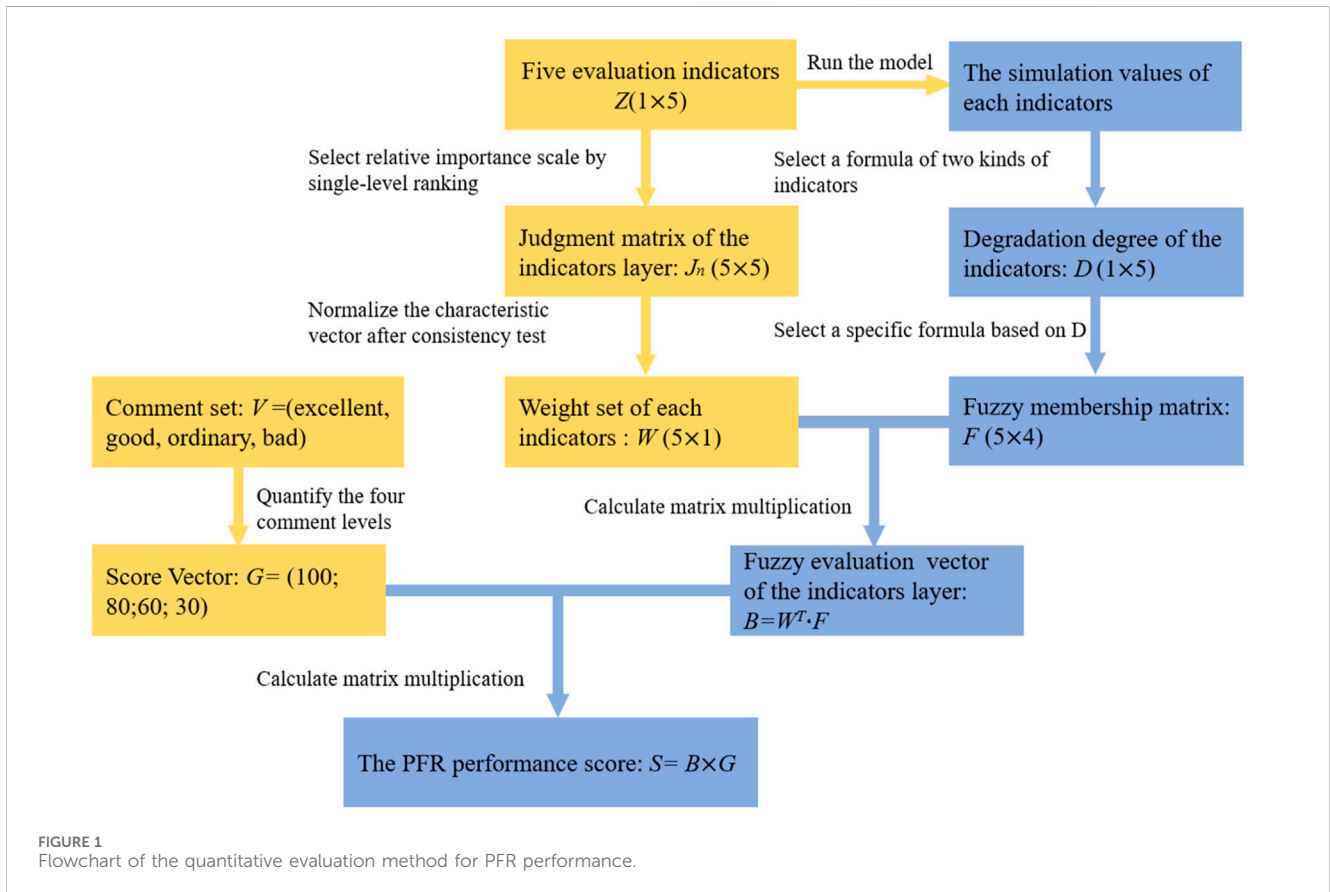 Five evaluation indicators
Z(1×5)
Run the model
The simulation values of
each indicators
Select relative importance scale by
single-level ranking
Select a formula of two kinds of
indicators
Judgment matrix of the
indicators layer: Jn (5×5)
Degradation degree of the
indicators: D (1×5)
Normalize the characteristic
vector after consistency test
Select a specific formula based on D
Comment set: V =(excellent,
good, ordinary, bad)
Weight set of each
indicators : W (5×1)
Fuzzy membership matrix:
F (5×4)
Quantify the four
comment levels
Calculate matrix multiplication
Score Vector: G= (100;
80;60; 30)
Fuzzy evaluation vector
of the indicators layer:
B=W^T·F
Calculate matrix multiplication
The PFR performance score: S= B×G
FIGURE 1
Flowchart of the quantitative evaluation method for PFR performance.